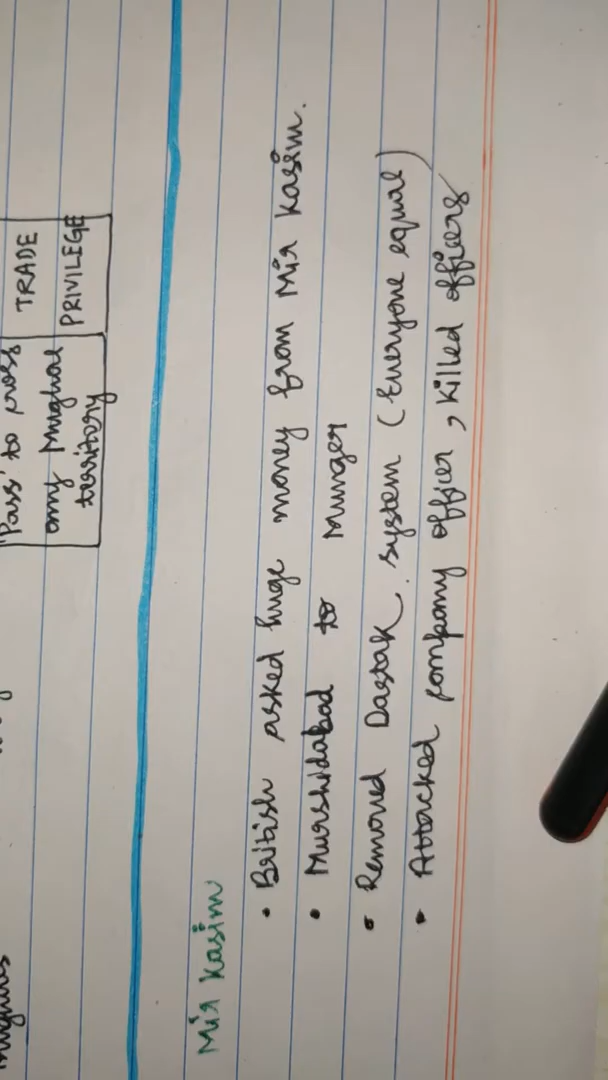 "Pass" to cross
any Mughal
territory
TRADE
PRIVILEGE
Mir Kasim
• British asked huge money from Mir Kasim.
• Murshidabad to Munger
• Removed Dastak system (Everyone equal)
• Attacked company officer, killed officers